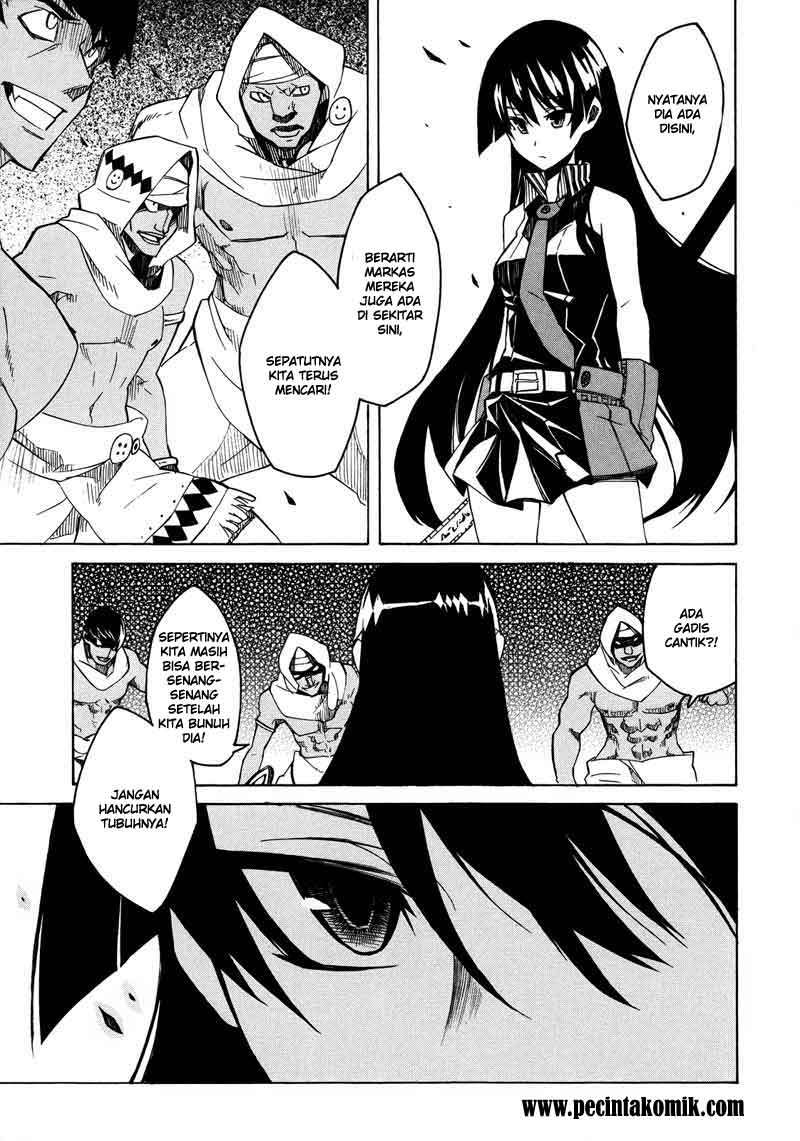 NYATANYA
DIA ADA
DISINI,
BERARTI
MARKAS
MEREKA
JUGA ADA
DI SEKITAR
SINI,
SEPATUTNYA
KITA TERUS
MENCARI!
ADA
GADIS
CANTIK?!
SEPERTINYA
KITA MASIH
BISA BER-
SENANG-
SENANG
SETELAH
KITA BUNUH
DIA!
JANGAN
HANCURKAN
TUBUHNYA!
www.pecintakomik.com